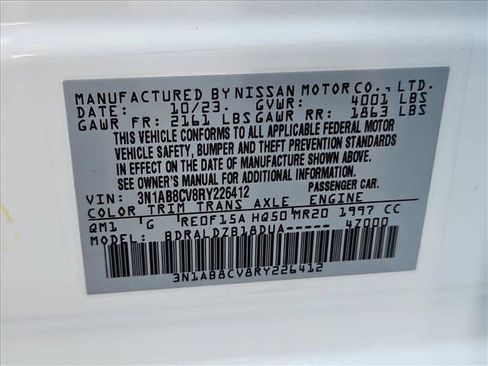 MANUFACTURED BY NISSAN MOTOR CO., LTD.
DATE: 10/23. GVWR: 4001 LBS
GAWR FR: 2161 LBS GAWR RR: 1863 LBS
THIS VEHICLE CONFORMS TO ALL APPLICABLE FEDERAL MOTOR
VEHICLE SAFETY, BUMPER, AND THEFT PREVENTION STANDARDS
IN EFFECT ON THE DATE OF MANUFACTURE SHOWN ABOVE.
SEE OWNER'S MANUAL FOR ADDITIONAL INFORMATION.
VIN: 3N1AB8CV8RY226412 PASSENGER CAR.
COLOR TRIM TRANS AXLE ENGINE
QM1 G RE0F15A HQ50 MR20 1997 CC
MODEL: BDRALDZB18DUA----- 4Z000
3N1AB8CV8RY226412